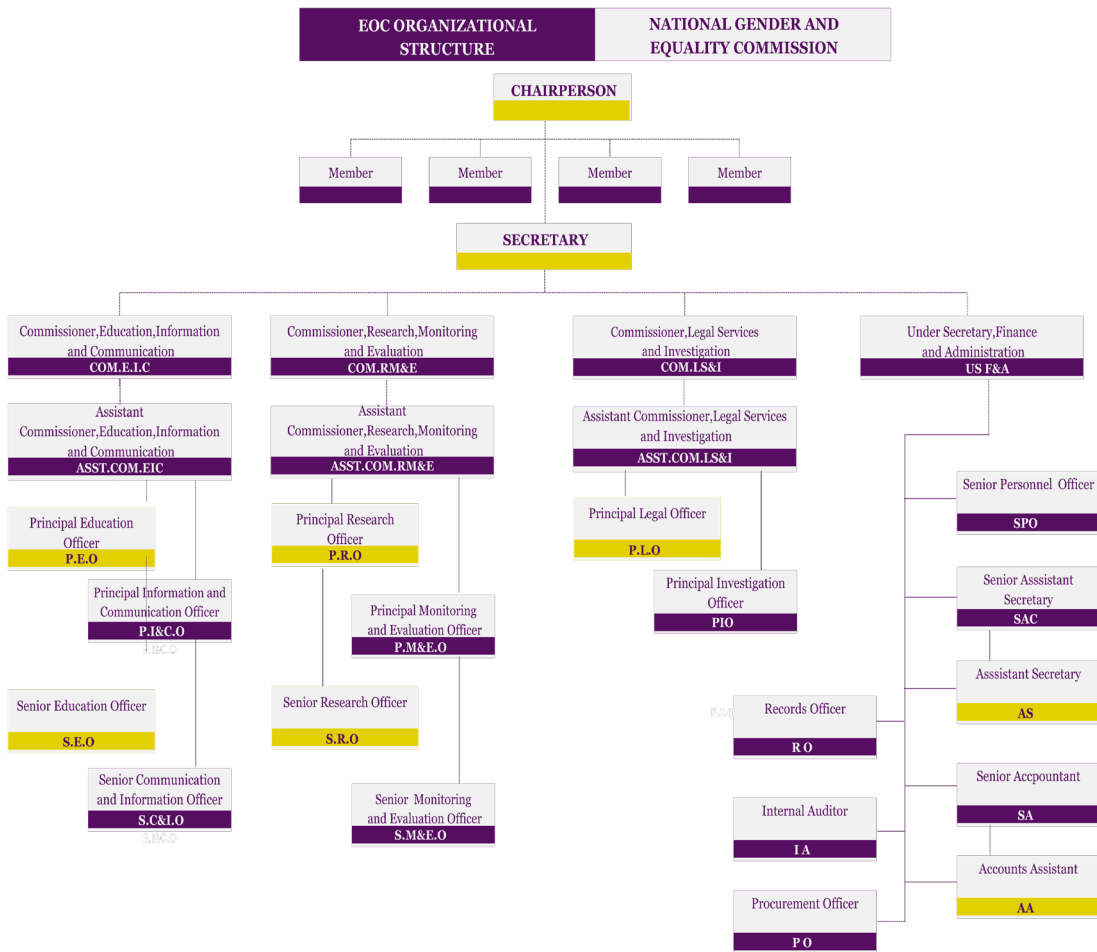 EOC ORGANIZATIONAL
STRUCTURE
NATIONAL GENDER AND
EQUALITY COMMISSION
CHAIRPERSON
Member
Member
Member
Member
SECRETARY
Commissioner,Education,Information
and Communication
COM.E.I.C
Commissioner,Research,Monitoring
and Evaluation
COM.RM&E
Commissioner,Legal Services
and Investigation
COM.LS&I
Under Secretary,Finance
and Administration
US F&A
Assistant
Commissioner,Education,Information
and Communication
ASST.COM.EIC
Assistant
Commissioner,Research,Monitoring
and Evaluation
ASST.COM.RM&E
Assistant Commissioner,Legal Services
and Investigation
ASST.COM.LS&I
Principal Education
Officer
P.E.O
Principal Information and
Communication Officer
P.I&C.O
Senior Education Officer
S.E.O
Senior Communication
and Information Officer
S.C&I.O
Principal Research
Officer
P.R.O
Principal Monitoring
and Evaluation Officer
P.M&E.O
Senior Research Officer
S.R.O
Senior Monitoring
and Evaluation Officer
S.M&E.O
Principal Legal Officer
P.L.O
Principal Investigation
Officer
PIO
P.I.O
Records Officer
R O
Internal Auditor
I A
Procurement Officer
P O
Senior Personnel Officer
SPO
Senior Asssistant
Secretary
SAC
Asssistant Secretary
AS
Senior Accpountant
SA
Accounts Assistant
AA